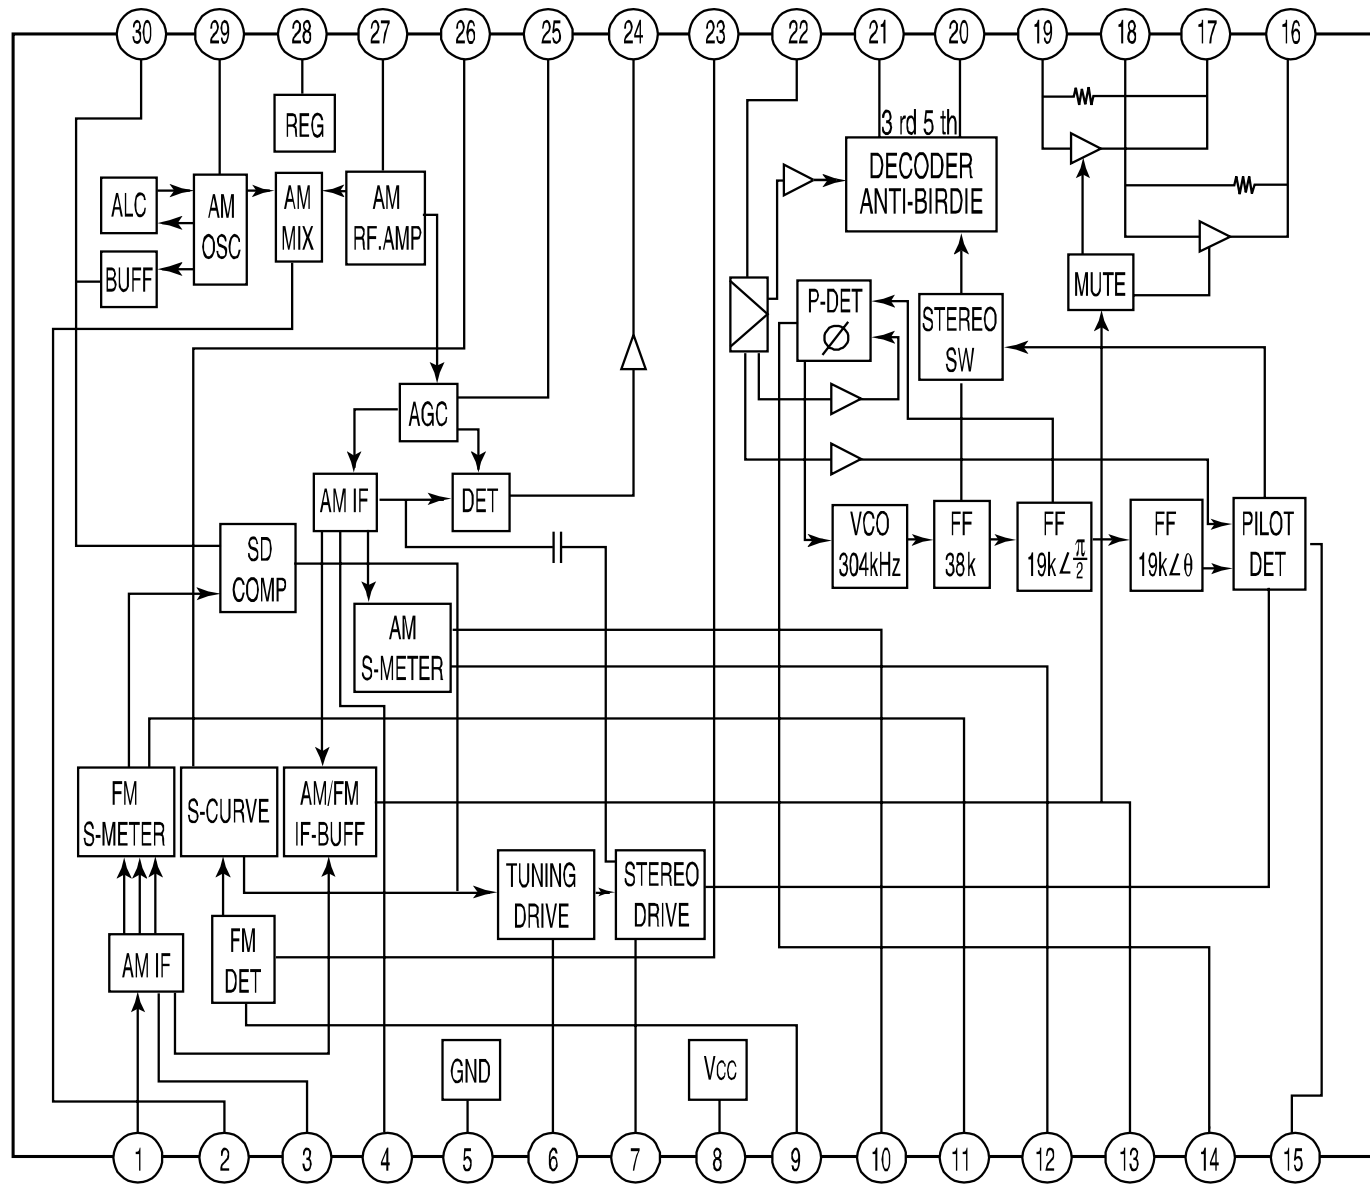 30 29 28 27 26 25 24 23 22 21 20 19 18 17 16
REG
3 rd 5 th
DECODER
ANTI-BIRDIE
ALC
AM
OSC
AM
MIX
AM
RF.AMP
BUFF
P-DET
Ø
STEREO
SW
MUTE
AGC
AM IF
DET
SD
COMP
VCO
304kHz
FF
38k
FF
19k∠π/2
FF
19k∠θ
PILOT
DET
AM
S-METER
FM
S-METER
S-CURVE
AM/FM
IF-BUFF
TUNING
DRIVE
STEREO
DRIVE
AM IF
FM
DET
GND
Vcc
1 2 3 4 5 6 7 8 9 10 11 12 13 14 15